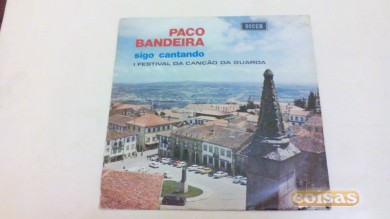 PACO
BANDEIRA
DECCA
sigo cantando
I FESTIVAL DA CANÇÃO DA GUARDA
coisas